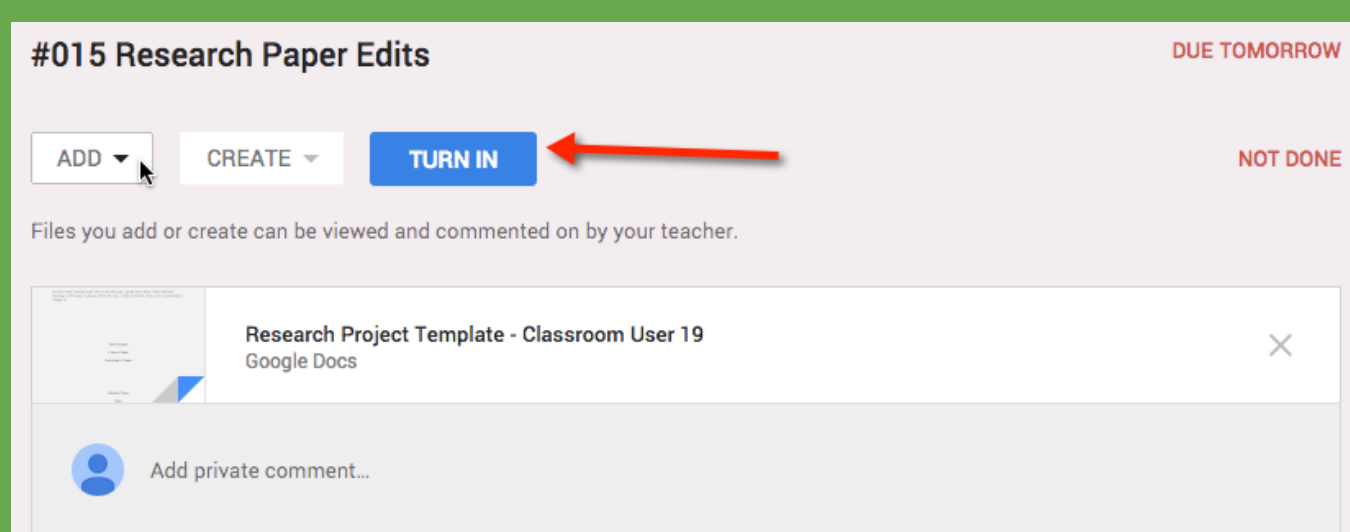 #015 Research Paper Edits
DUE TOMORROW
ADD
CREATE
TURN IN
NOT DONE
Files you add or create can be viewed and commented on by your teacher.
Research Project Template - Classroom User 19
Google Docs
Add private comment...